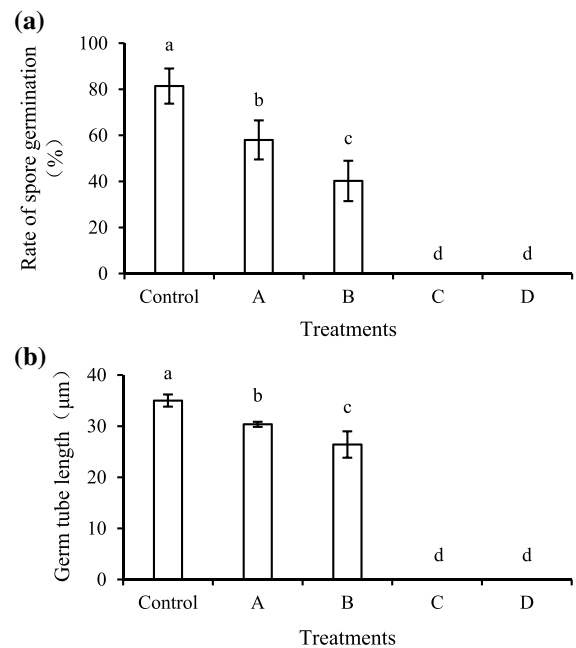 (a)
Rate of spore germination
（%）
100
80
60
40
20
0
a
b
c
d
d
Control A B C D
Treatments
(b)
Germ tube length（μm）
40
30
20
10
0
a
b
c
d
d
Control A B C D
Treatments